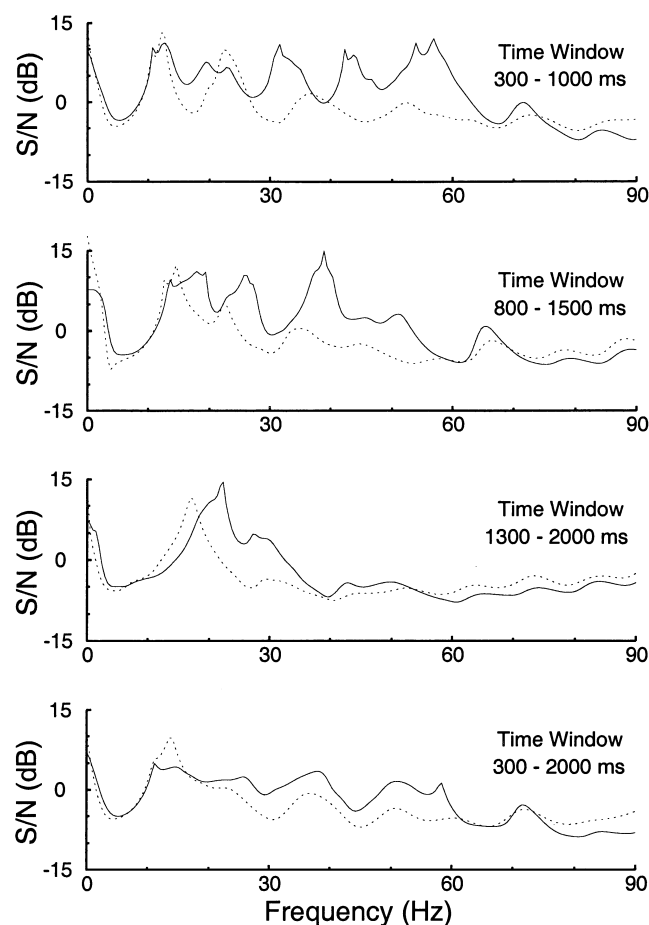 15
S/N (dB)
0
-15
Time Window
300 - 1000 ms
0
30
60
90
15
S/N (dB)
0
-15
Time Window
800 - 1500 ms
0
30
60
90
15
S/N (dB)
0
-15
Time Window
1300 - 2000 ms
0
30
60
90
15
S/N (dB)
0
-15
Time Window
300 - 2000 ms
0
30
60
90
Frequency (Hz)